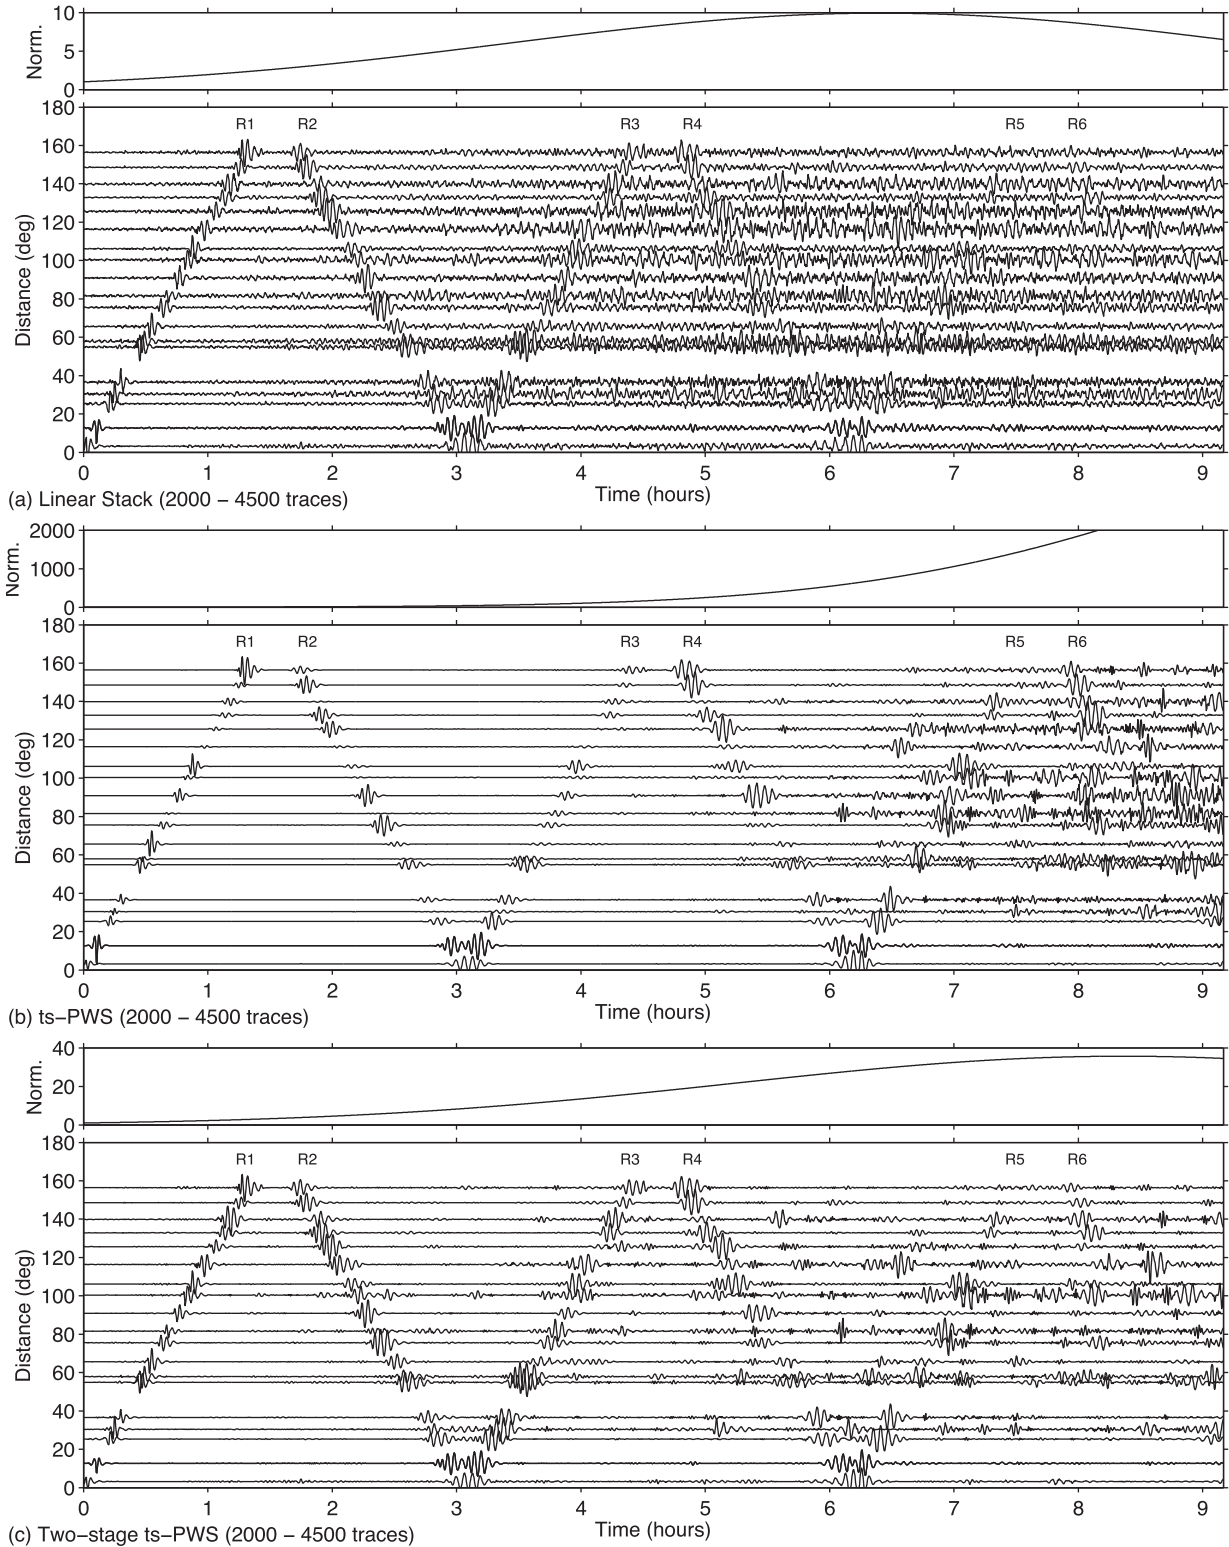 10
5
0
Norm.
180
160
140
120
100
80
60
40
20
0
Distance (deg)
R1 R2 R3 R4 R5 R6
0 1 2 3 4 5 6 7 8 9
Time (hours)
(a) Linear Stack (2000 − 4500 traces)
2000
1000
0
Norm.
180
160
140
120
100
80
60
40
20
0
Distance (deg)
R1 R2 R3 R4 R5 R6
0 1 2 3 4 5 6 7 8 9
Time (hours)
(b) ts−PWS (2000 − 4500 traces)
40
20
0
Norm.
180
160
140
120
100
80
60
40
20
0
Distance (deg)
R1 R2 R3 R4 R5 R6
0 1 2 3 4 5 6 7 8 9
Time (hours)
(c) Two−stage ts−PWS (2000 − 4500 traces)